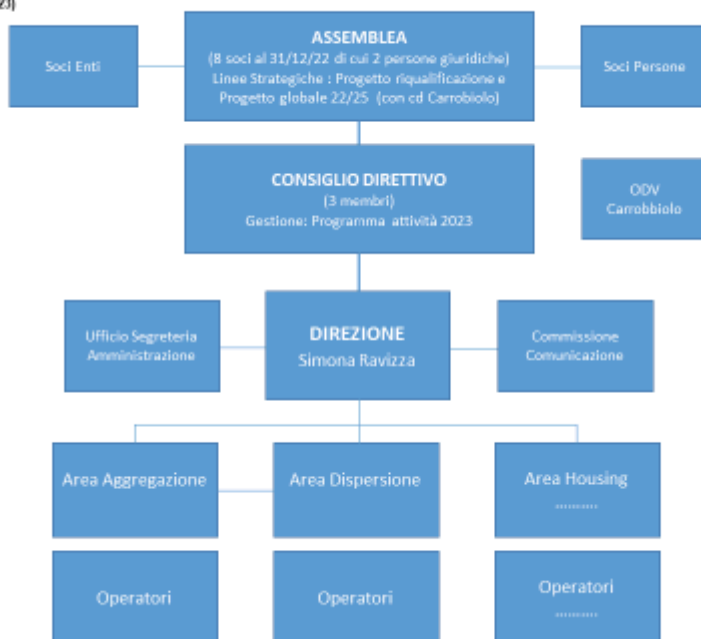 23)
ASSEMBLEA
(8 soci al 31/12/22 di cui 2 persone giuridiche)
Linee Strategiche : Progetto riqualificazione e
Progetto globale 22/25 (con cd Carrobiolo)
Soci Enti
Soci Persone
CONSIGLIO DIRETTIVO
(3 membri)
Gestione: Programma attività 2023
ODV
Carrobbiolo
Ufficio Segreteria
Amministrazione
DIREZIONE
Simona Ravizza
Commissione
Comunicazione
Area Aggregazione
Area Dispersione
Area Housing
..........
Operatori
Operatori
Operatori
..........